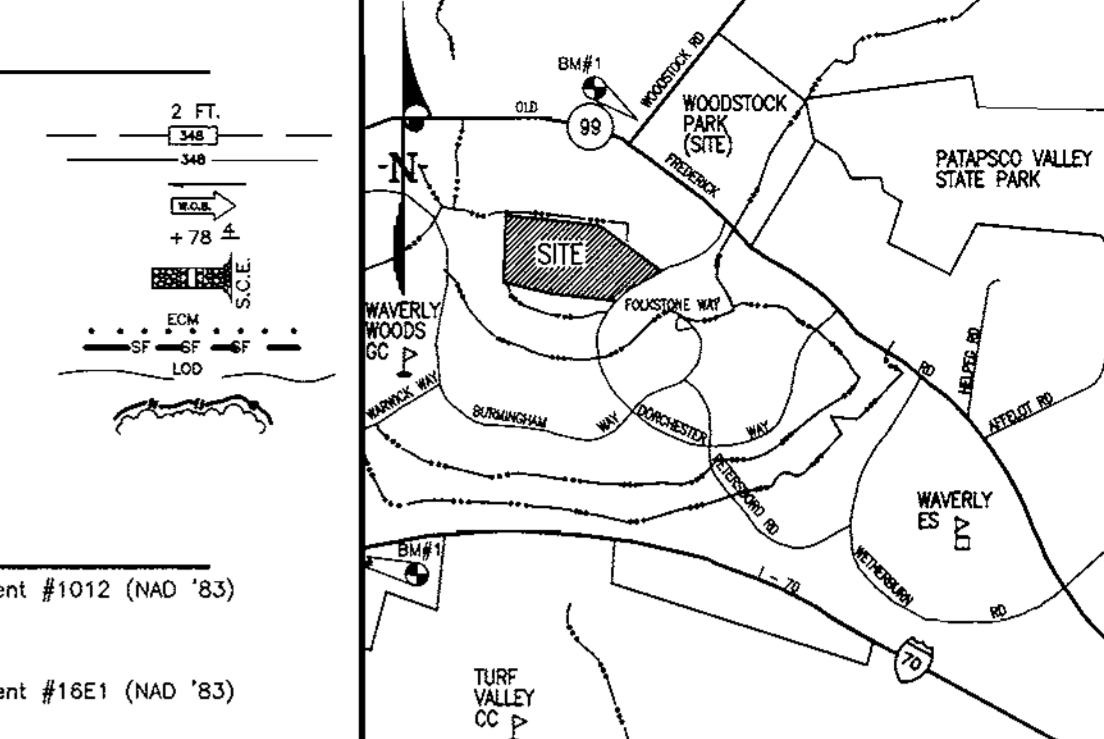 2 FT.
348
348
W.O.B.
+78 4
S.C.E.
ECM
SF SF SF
LOD
ent #1012 (NAD '83)
ent #16E1 (NAD '83)
BM#1
WOODSTOCK RD
OLD
99
FREDERICK
RD
WOODSTOCK
PARK
(SITE)
PATAPSCO VALLEY
STATE PARK
-N-
SITE
FOLKSTONE WAY
WAVERLY
WOODS
GC
WARWICK WAY
BURMINGHAM
WAY
DORCHESTER
WAY
PETERSBORO RD
HELPEG RD
AFFELOT RD
WAVERLY
ES
WETHERBURN
RD
BM#1
I-70
70
TURF
VALLEY
CC